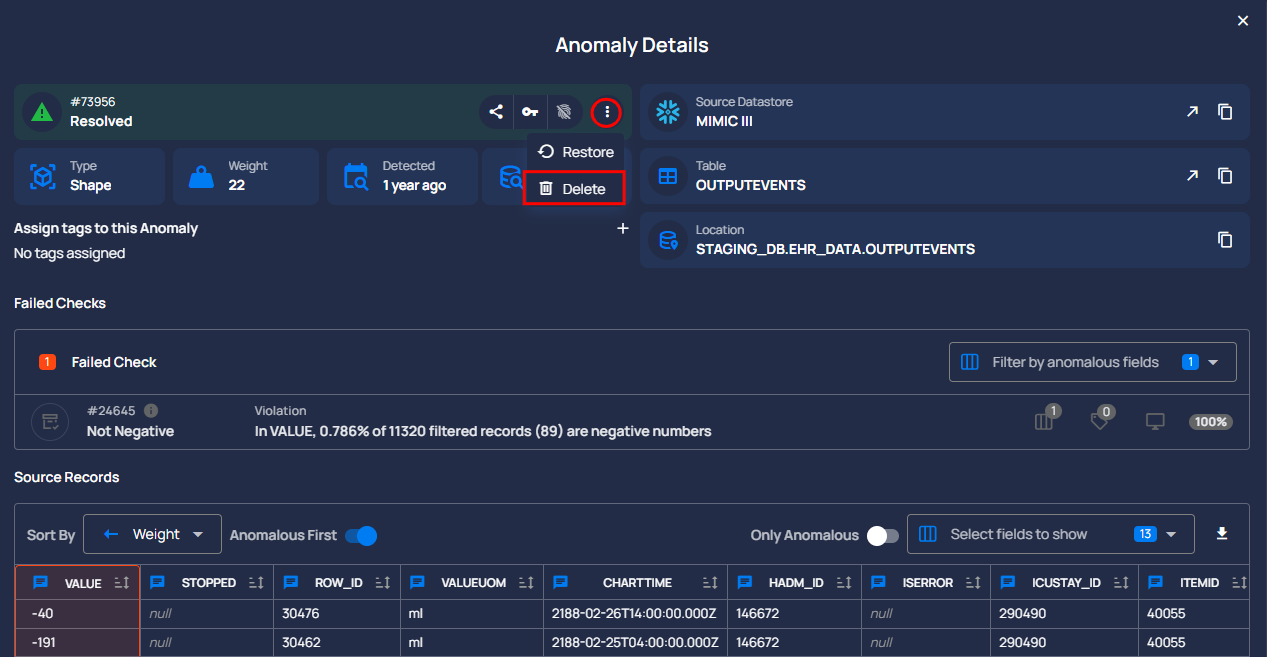 Anomaly Details
#73956
Resolved
Restore
Delete
Source Datastore
MIMIC III
Type
Shape
Weight
22
Detected
1 year ago
Table
OUTPUTEVENTS
Assign tags to this Anomaly
No tags assigned
Location
STAGING_DB.EHR_DATA.OUTPUTEVENTS
Failed Checks
1 Failed Check
Filter by anomalous fields 1
#24645
Not Negative
Violation
In VALUE, 0.786% of 11320 filtered records (89) are negative numbers
1 0 100%
Source Records
Sort By Weight Anomalous First Only Anomalous Select fields to show 13
VALUE STOPPED ROW_ID VALUEUOM CHARTTIME HADM_ID ISERROR ICUSTAY_ID ITEMID
-40 null 30476 ml 2188-02-26T14:00:00.000Z 146672 null 290490 40055
-191 null 30462 ml 2188-02-25T04:00:00.000Z 146672 null 290490 40055